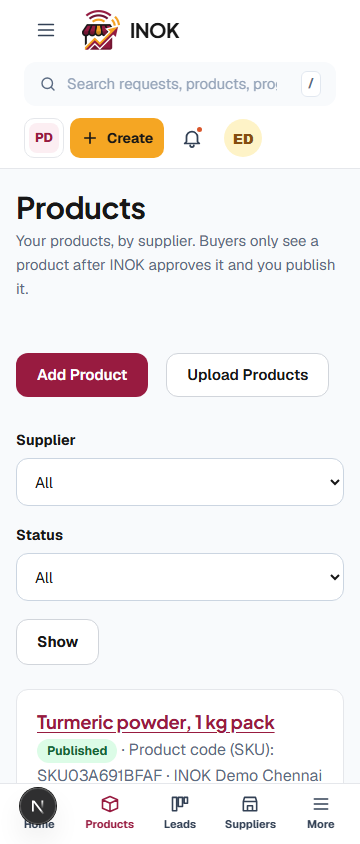 INOK
Search requests, products, prog
/
PD
+ Create
ED
Products
Your products, by supplier. Buyers only see a
product after INOK approves it and you publish
it.
Add Product
Upload Products
Supplier
All
Status
All
Show
Turmeric powder, 1 kg pack
Published · Product code (SKU):
SKU03A691BFAF · INOK Demo Chennai
N
Home
Products
Leads
Suppliers
More